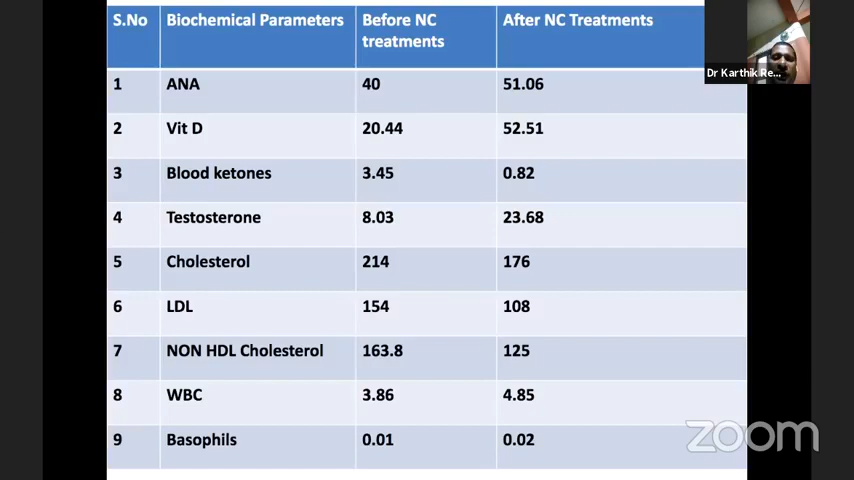 S.No Biochemical Parameters Before NC treatments After NC Treatments
1 ANA 40 51.06
2 Vit D 20.44 52.51
3 Blood ketones 3.45 0.82
4 Testosterone 8.03 23.68
5 Cholesterol 214 176
6 LDL 154 108
7 NON HDL Cholesterol 163.8 125
8 WBC 3.86 4.85
9 Basophils 0.01 0.02
Dr Karthik Re...
zoom